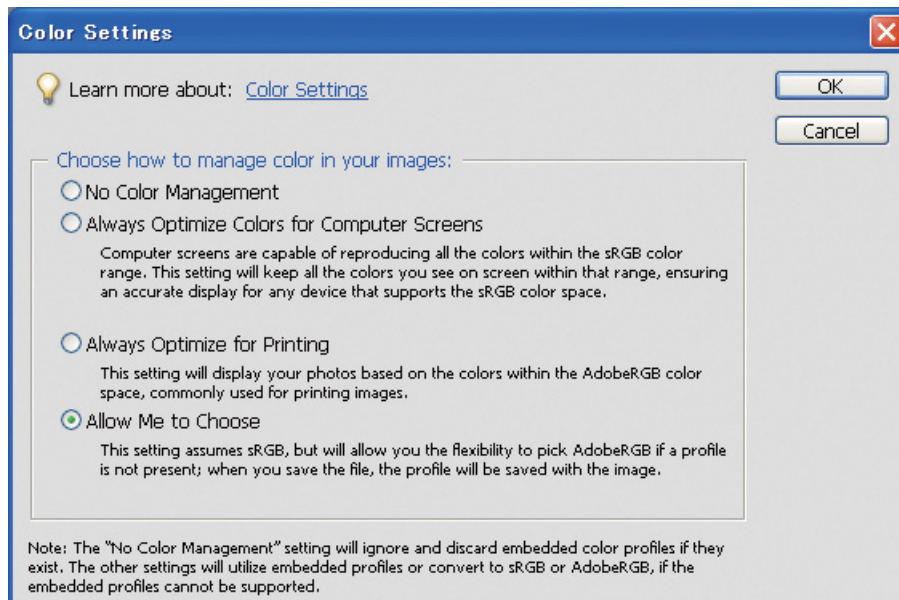 Color Settings
Learn more about: Color Settings
OK
Cancel
Choose how to manage color in your images:
No Color Management
Always Optimize Colors for Computer Screens
Computer screens are capable of reproducing all the colors within the sRGB color
range. This setting will keep all the colors you see on screen within that range, ensuring
an accurate display for any device that supports the sRGB color space.
Always Optimize for Printing
This setting will display your photos based on the colors within the AdobeRGB color
space, commonly used for printing images.
Allow Me to Choose
This setting assumes sRGB, but will allow you the flexibility to pick AdobeRGB if a profile
is not present; when you save the file, the profile will be saved with the image.
Note: The "No Color Management" setting will ignore and discard embedded color profiles if they
exist. The other settings will utilize embedded profiles or convert to sRGB or AdobeRGB, if the
embedded profiles cannot be supported.